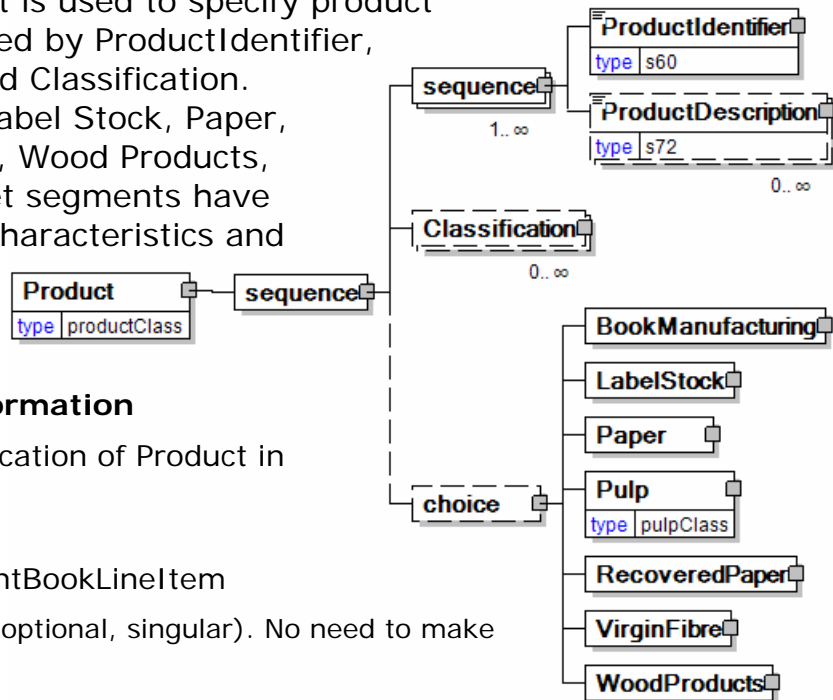 t is used to specify product
ed by ProductIdentifier,
d Classification.
abel Stock, Paper,
, Wood Products,
et segments have
haracteristics and
ProductIdentifier
type s60
sequence
1.. ∞
ProductDescription
type s72
0.. ∞
Classification
0.. ∞
Product
type productClass
sequence
BookManufacturing
LabelStock
Paper
Pulp
type pulpClass
choice
RecoveredPaper
VirginFibre
WoodProducts
ormation
cation of Product in
ntBookLineItem
optional, singular). No need to make